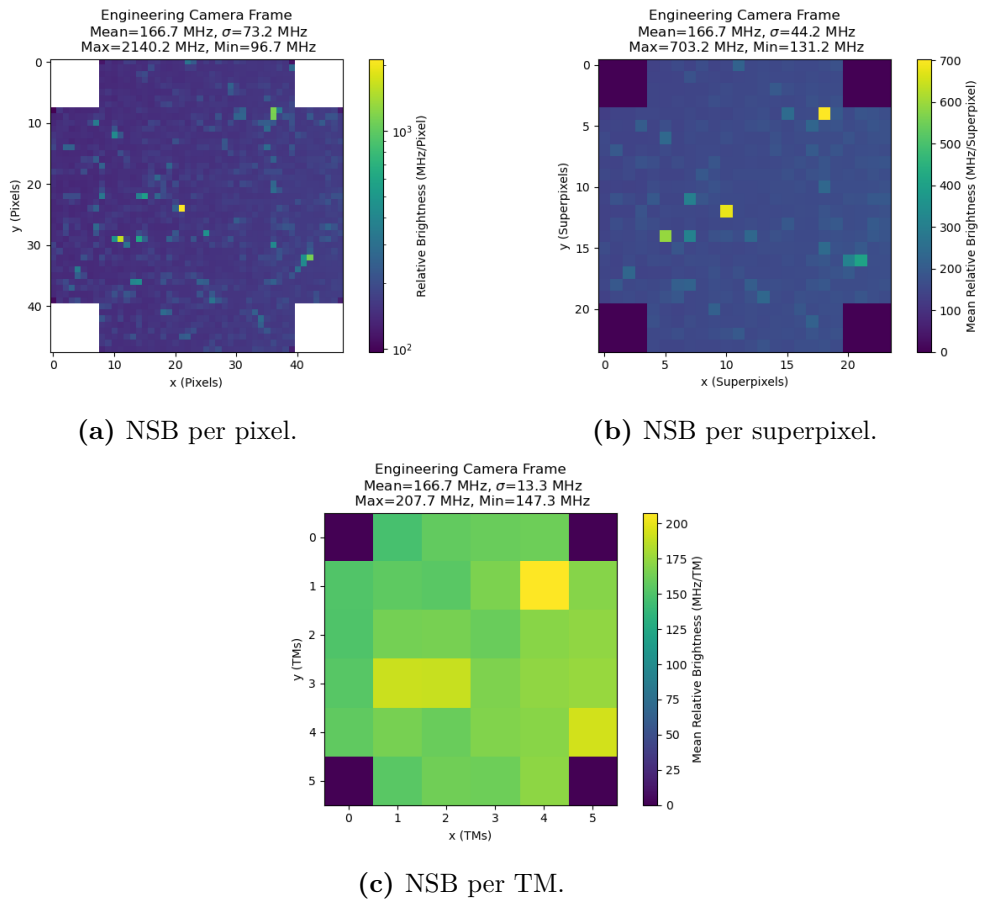 Engineering Camera Frame
Mean=166.7 MHz, σ=73.2 MHz
Max=2140.2 MHz, Min=96.7 MHz
0
10
20
30
40
y (Pixels)
0 10 20 30 40
x (Pixels)
10³
10²
Relative Brightness (MHz/Pixel)
(a) NSB per pixel.
Engineering Camera Frame
Mean=166.7 MHz, σ=44.2 MHz
Max=703.2 MHz, Min=131.2 MHz
0
5
10
15
20
y (Superpixels)
0 5 10 15 20
x (Superpixels)
700
600
500
400
300
200
100
0
Mean Relative Brightness (MHz/Superpixel)
(b) NSB per superpixel.
Engineering Camera Frame
Mean=166.7 MHz, σ=13.3 MHz
Max=207.7 MHz, Min=147.3 MHz
0
1
2
3
4
5
y (TMs)
0 1 2 3 4 5
x (TMs)
200
175
150
125
100
75
50
25
0
Mean Relative Brightness (MHz/TM)
(c) NSB per TM.